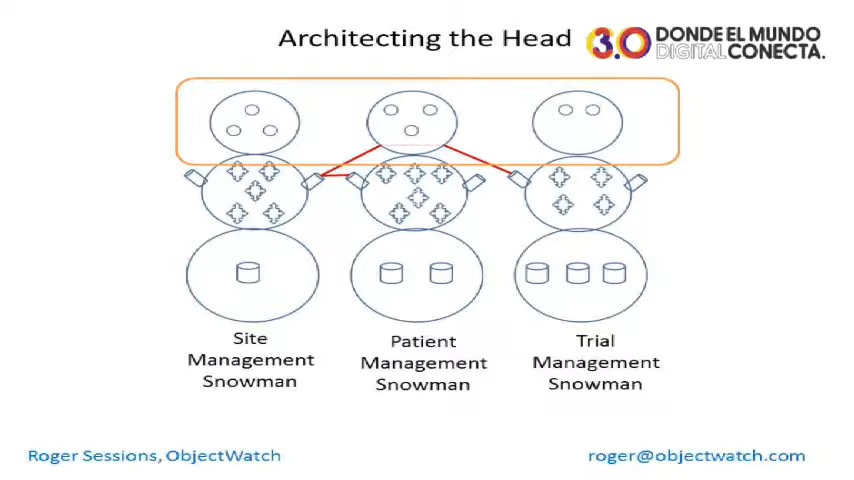 Architecting the Head
3.0 DONDE EL MUNDO
DIGITAL CONECTA.
Site
Management
Snowman
Patient
Management
Snowman
Trial
Management
Snowman
Roger Sessions, ObjectWatch
roger@objectwatch.com